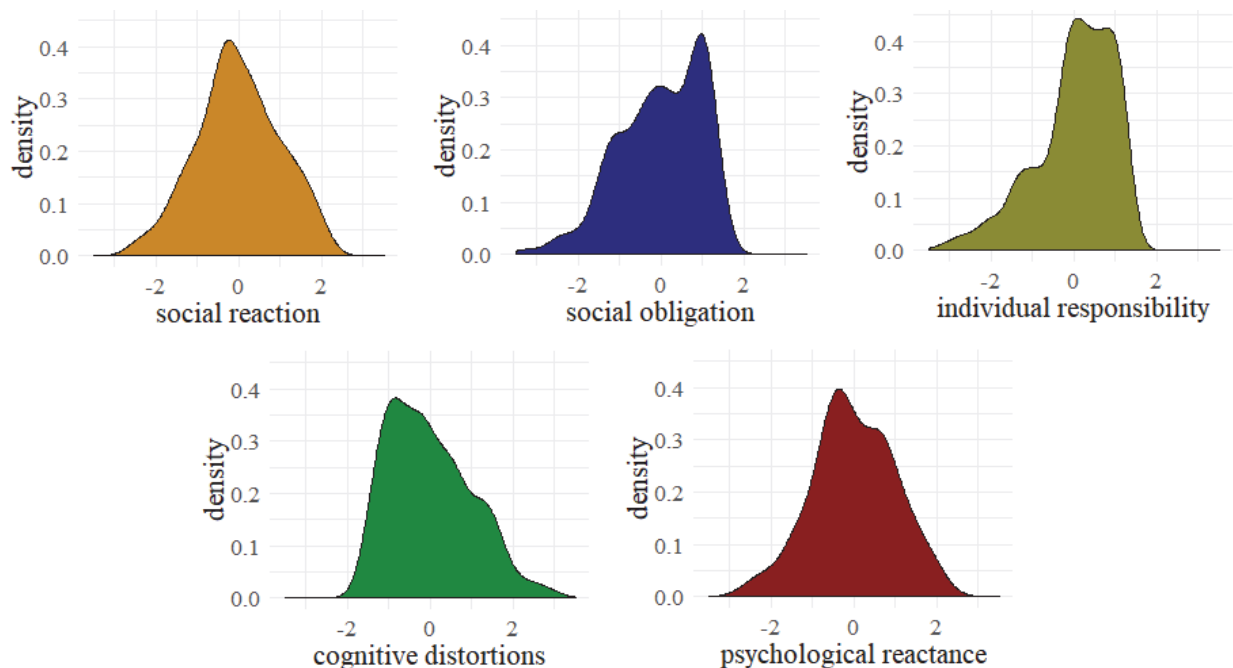 density
0.4
0.3
0.2
0.1
0.0
-2 0 2
social reaction
density
0.4
0.3
0.2
0.1
0.0
-2 0 2
social obligation
density
0.4
0.3
0.2
0.1
0.0
-2 0 2
individual responsibility
density
0.4
0.3
0.2
0.1
0.0
-2 0 2
cognitive distortions
density
0.4
0.3
0.2
0.1
0.0
-2 0 2
psychological reactance